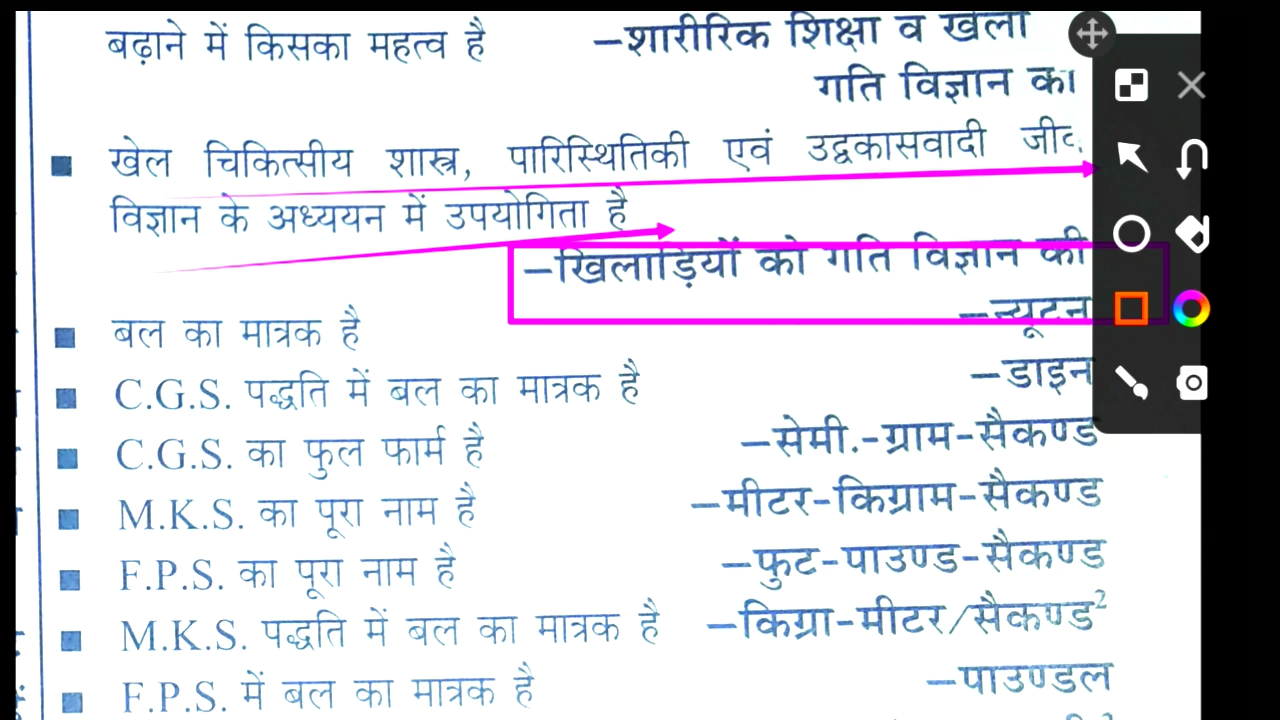 बढ़ाने में किसका महत्व है –शारीरिक शिक्षा व खेलों
गति विज्ञान का
खेल चिकित्सीय शास्त्र, पारिस्थितिकी एवं उद्वकासवादी
विज्ञान के अध्ययन में उपयोगिता है
–खिलाड़ियों को गति विज्ञान की
बल का मात्रक है –न्यूटन
C.G.S. पद्धति में बल का मात्रक है –डाइन
C.G.S. का फुल फार्म है –सेमी.-ग्राम-सैकण्ड
M.K.S. का पूरा नाम है –मीटर-किग्राम-सैकण्ड
F.P.S. का पूरा नाम है –फुट-पाउण्ड-सैकण्ड
M.K.S. पद्धति में बल का मात्रक है –किग्रा-मीटर/सैकण्ड²
F.P.S. में बल का मात्रक है –पाउण्डल